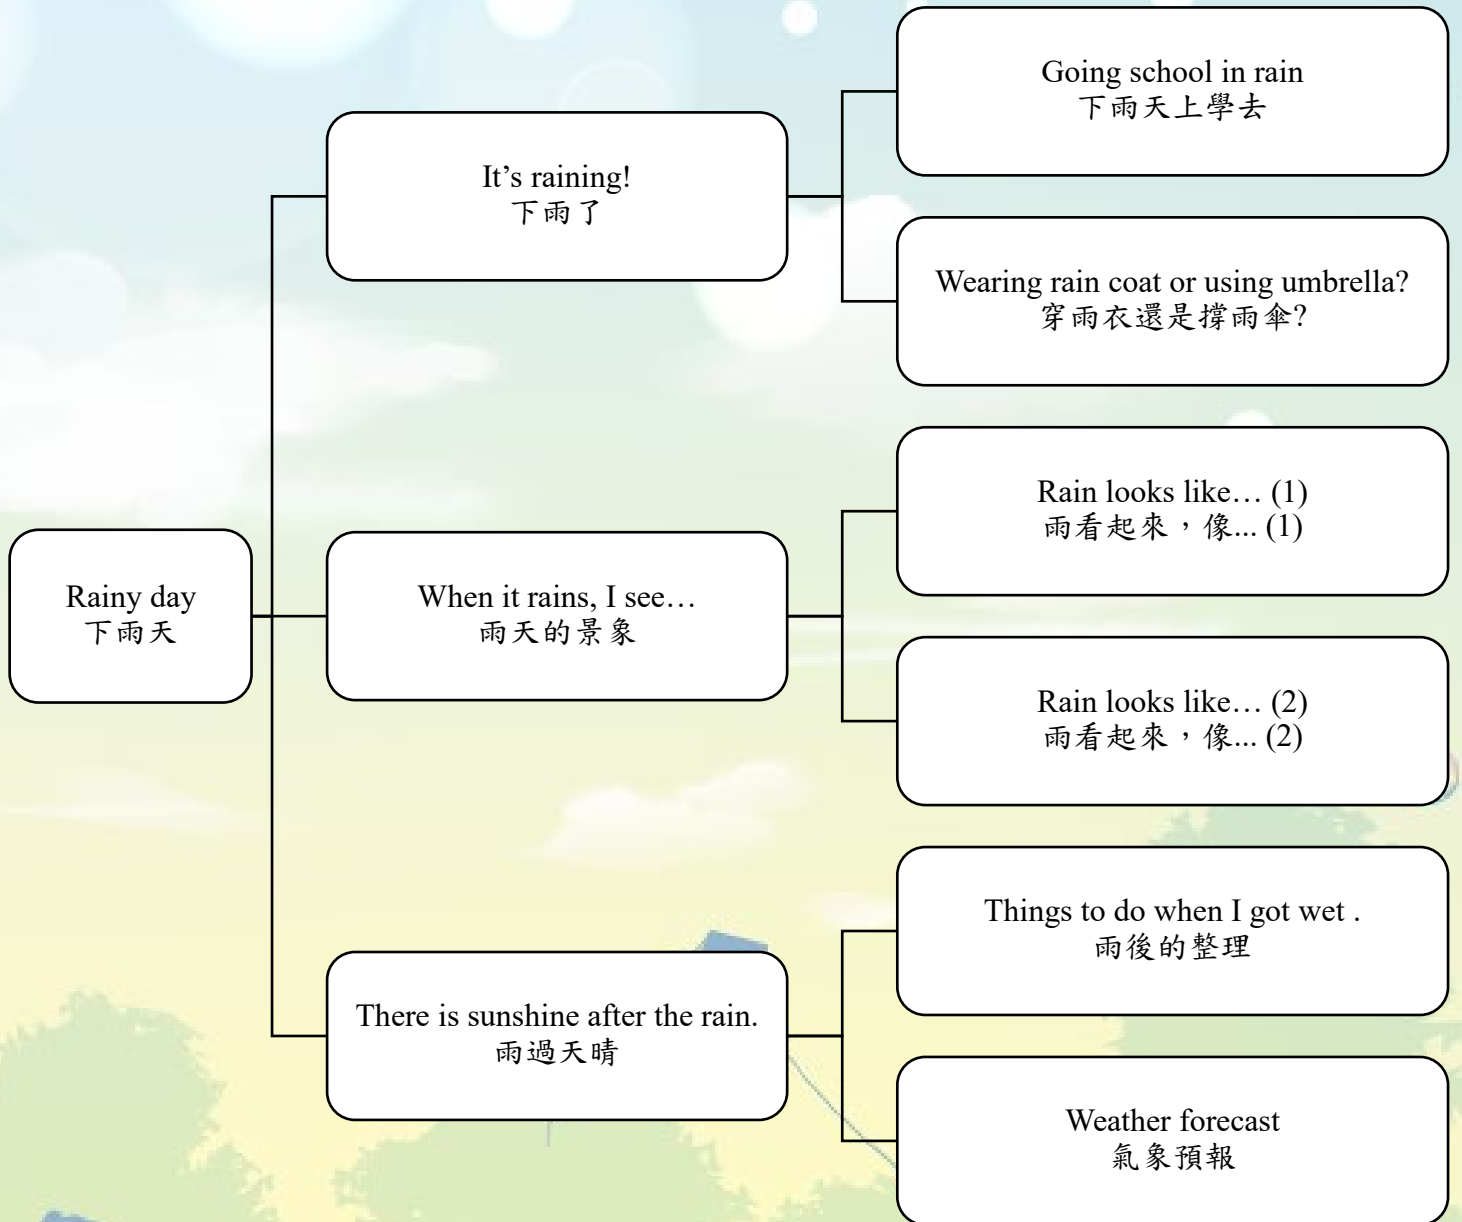 Rainy day
下雨天
It’s raining!
下雨了
Going school in rain
下雨天上學去
Wearing rain coat or using umbrella?
穿雨衣還是撐雨傘?
When it rains, I see…
雨天的景象
Rain looks like… (1)
雨看起來，像... (1)
Rain looks like… (2)
雨看起來，像... (2)
There is sunshine after the rain.
雨過天晴
Things to do when I got wet .
雨後的整理
Weather forecast
氣象預報